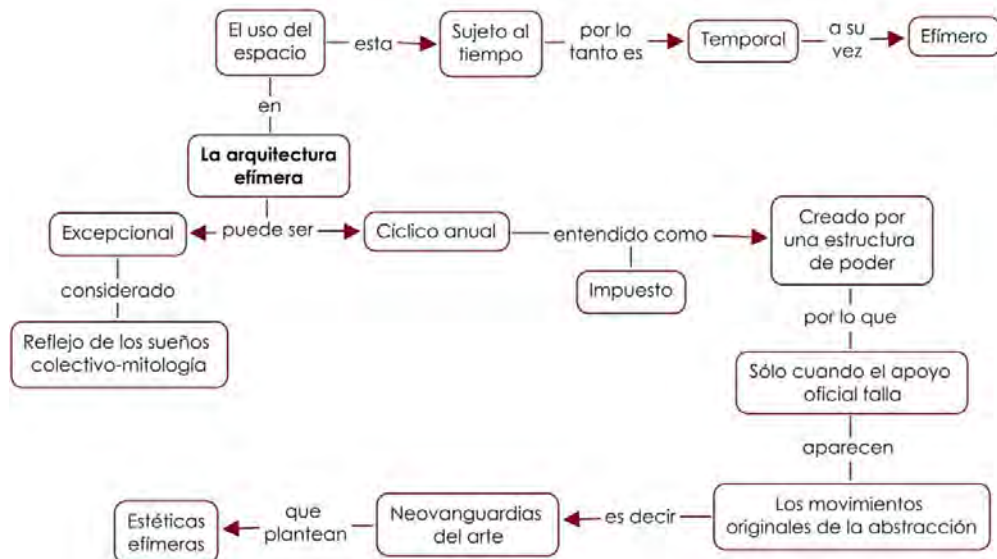 El uso del
espacio
esta
Sujeto al
tiempo
por lo
tanto es
Temporal
a su
vez
Efímero
en
La arquitectura
efímera
Excepcional
puede ser
Cíclico anual
entendido como
Creado por
una estructura
de poder
Impuesto
considerado
Reflejo de los sueños
colectivo-mitología
por lo que
Sólo cuando el apoyo
oficial falla
aparecen
Los movimientos
originales de la abstracción
es decir
Neovanguardias
del arte
que
plantean
Estéticas
efímeras